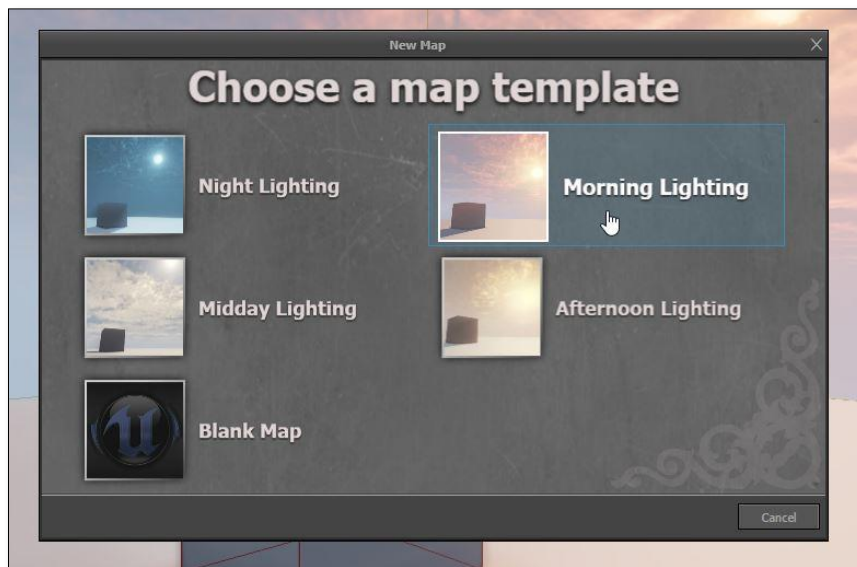 New Map
Choose a map template
Night Lighting
Morning Lighting
Midday Lighting
Afternoon Lighting
Blank Map
Cancel